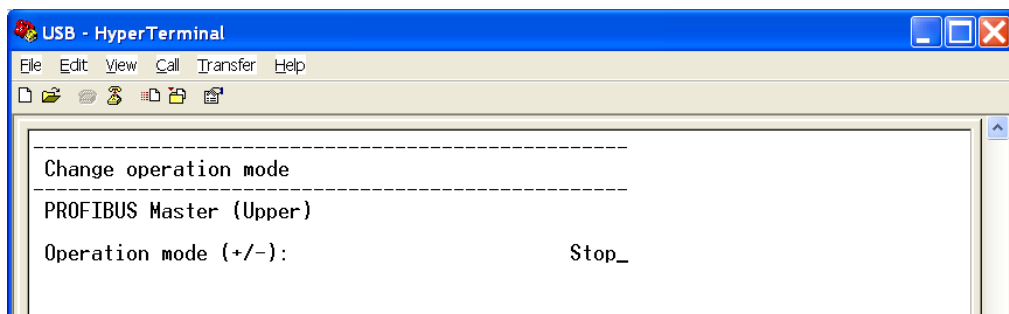 USB - HyperTerminal
File Edit View Call Transfer Help
---------------------------------------------------
Change operation mode
---------------------------------------------------
PROFIBUS Master (Upper)
Operation mode (+/-): Stop_